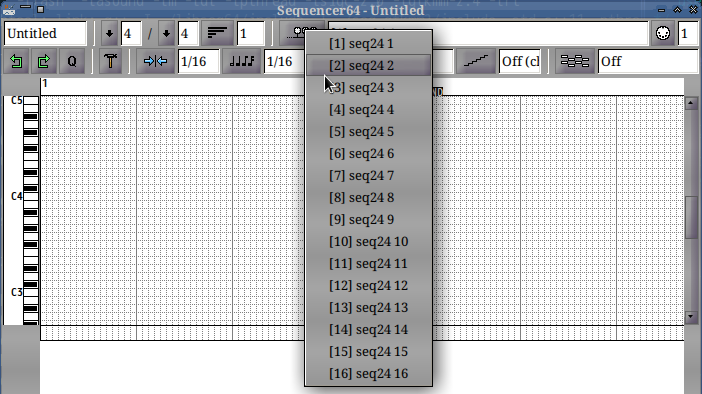 Sequencer64 - Untitled
Untitled 4 / 4 1 1
Q T 1/16 1/16 Off (cl Off
1
ND
C5
C4
C3
[1] seq24 1
[2] seq24 2
[3] seq24 3
[4] seq24 4
[5] seq24 5
[6] seq24 6
[7] seq24 7
[8] seq24 8
[9] seq24 9
[10] seq24 10
[11] seq24 11
[12] seq24 12
[13] seq24 13
[14] seq24 14
[15] seq24 15
[16] seq24 16